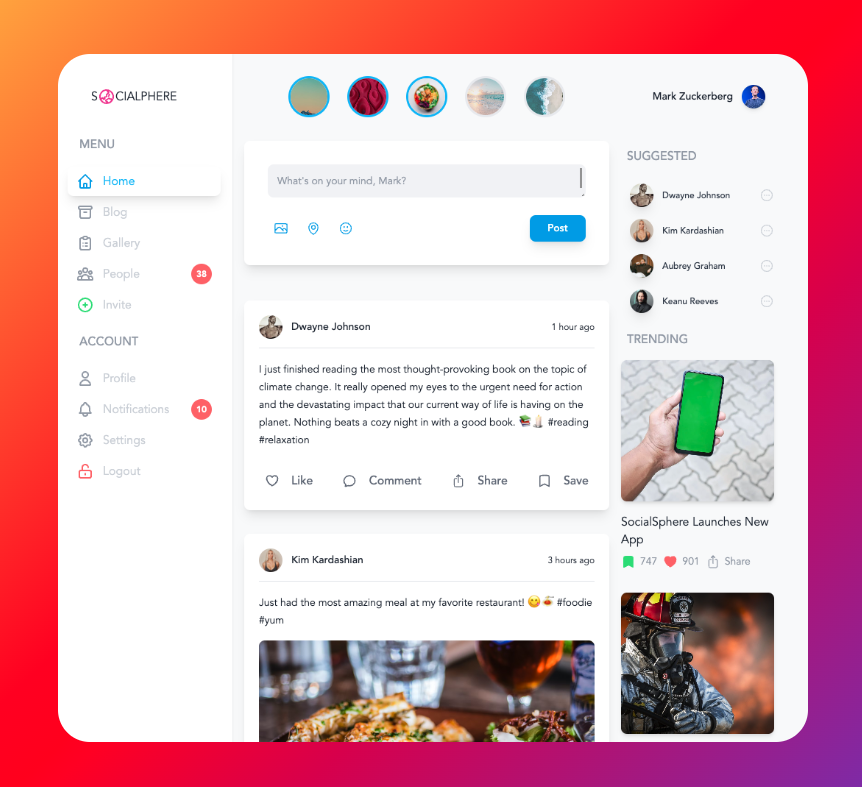 SOCIALPHERE
Mark Zuckerberg
MENU
Home
Blog
Gallery
People
38
Invite
ACCOUNT
Profile
Notifications
10
Settings
Logout
What's on your mind, Mark?
Post
Dwayne Johnson
1 hour ago
I just finished reading the most thought-provoking book on the topic of
climate change. It really opened my eyes to the urgent need for action
and the devastating impact that our current way of life is having on the
planet. Nothing beats a cozy night in with a good book. 📚🕯️ #reading
#relaxation
Like
Comment
Share
Save
Kim Kardashian
3 hours ago
Just had the most amazing meal at my favorite restaurant! 😋🍝 #foodie
#yum
SUGGESTED
Dwayne Johnson
Kim Kardashian
Aubrey Graham
Keanu Reeves
TRENDING
SocialSphere Launches New
App
747
901
Share